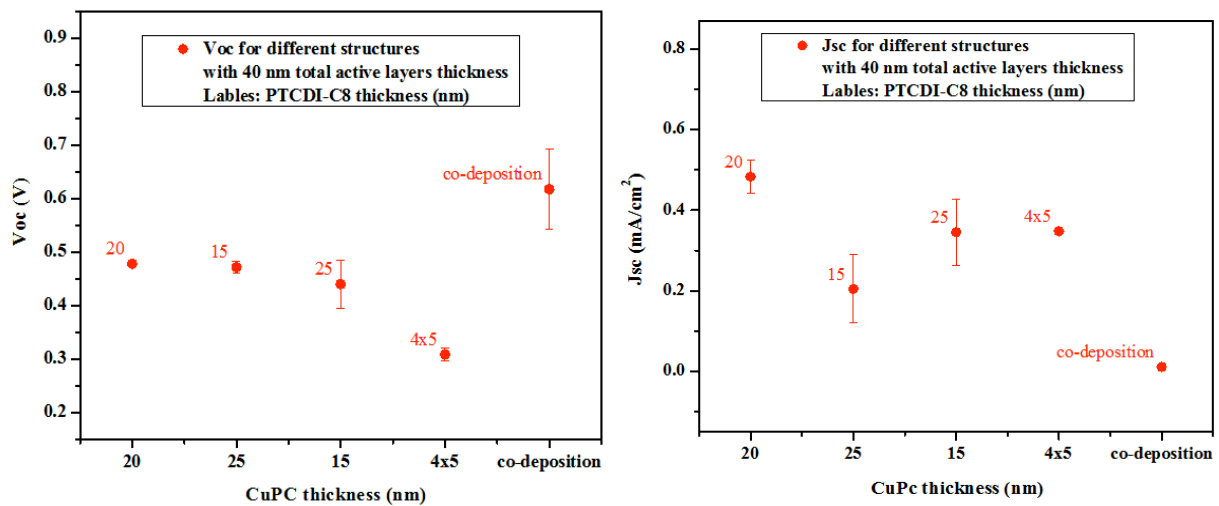 Voc for different structures
with 40 nm total active layers thickness
Lables: PTCDI-C8 thickness (nm)
0.9
0.8
0.7
0.6
0.5
0.4
0.3
0.2
Voc (V)
20
15
25
4x5
co-deposition
20
25
15
4x5
co-deposition
CuPC thickness (nm)
Jsc for different structures
with 40 nm total active layers thickness
Lables: PTCDI-C8 thickness (nm)
0.8
0.4
0.2
0.0
Jsc (mA/cm²)
20
15
25
4x5
co-deposition
20
25
15
4x5
co-deposition
CuPc thickness (nm)